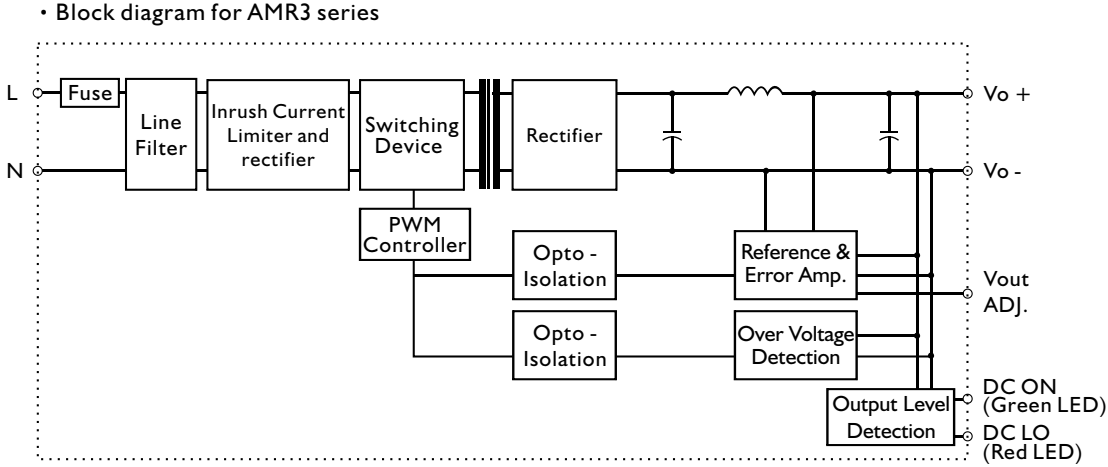 • Block diagram for AMR3 series
L
Fuse
Line
Filter
Inrush Current
Limiter and
rectifier
Switching
Device
Rectifier
Vo +
N
Vo -
PWM
Controller
Opto -
Isolation
Reference &
Error Amp.
Vout
ADJ.
Opto -
Isolation
Over Voltage
Detection
Output Level
Detection
DC ON
(Green LED)
DC LO
(Red LED)